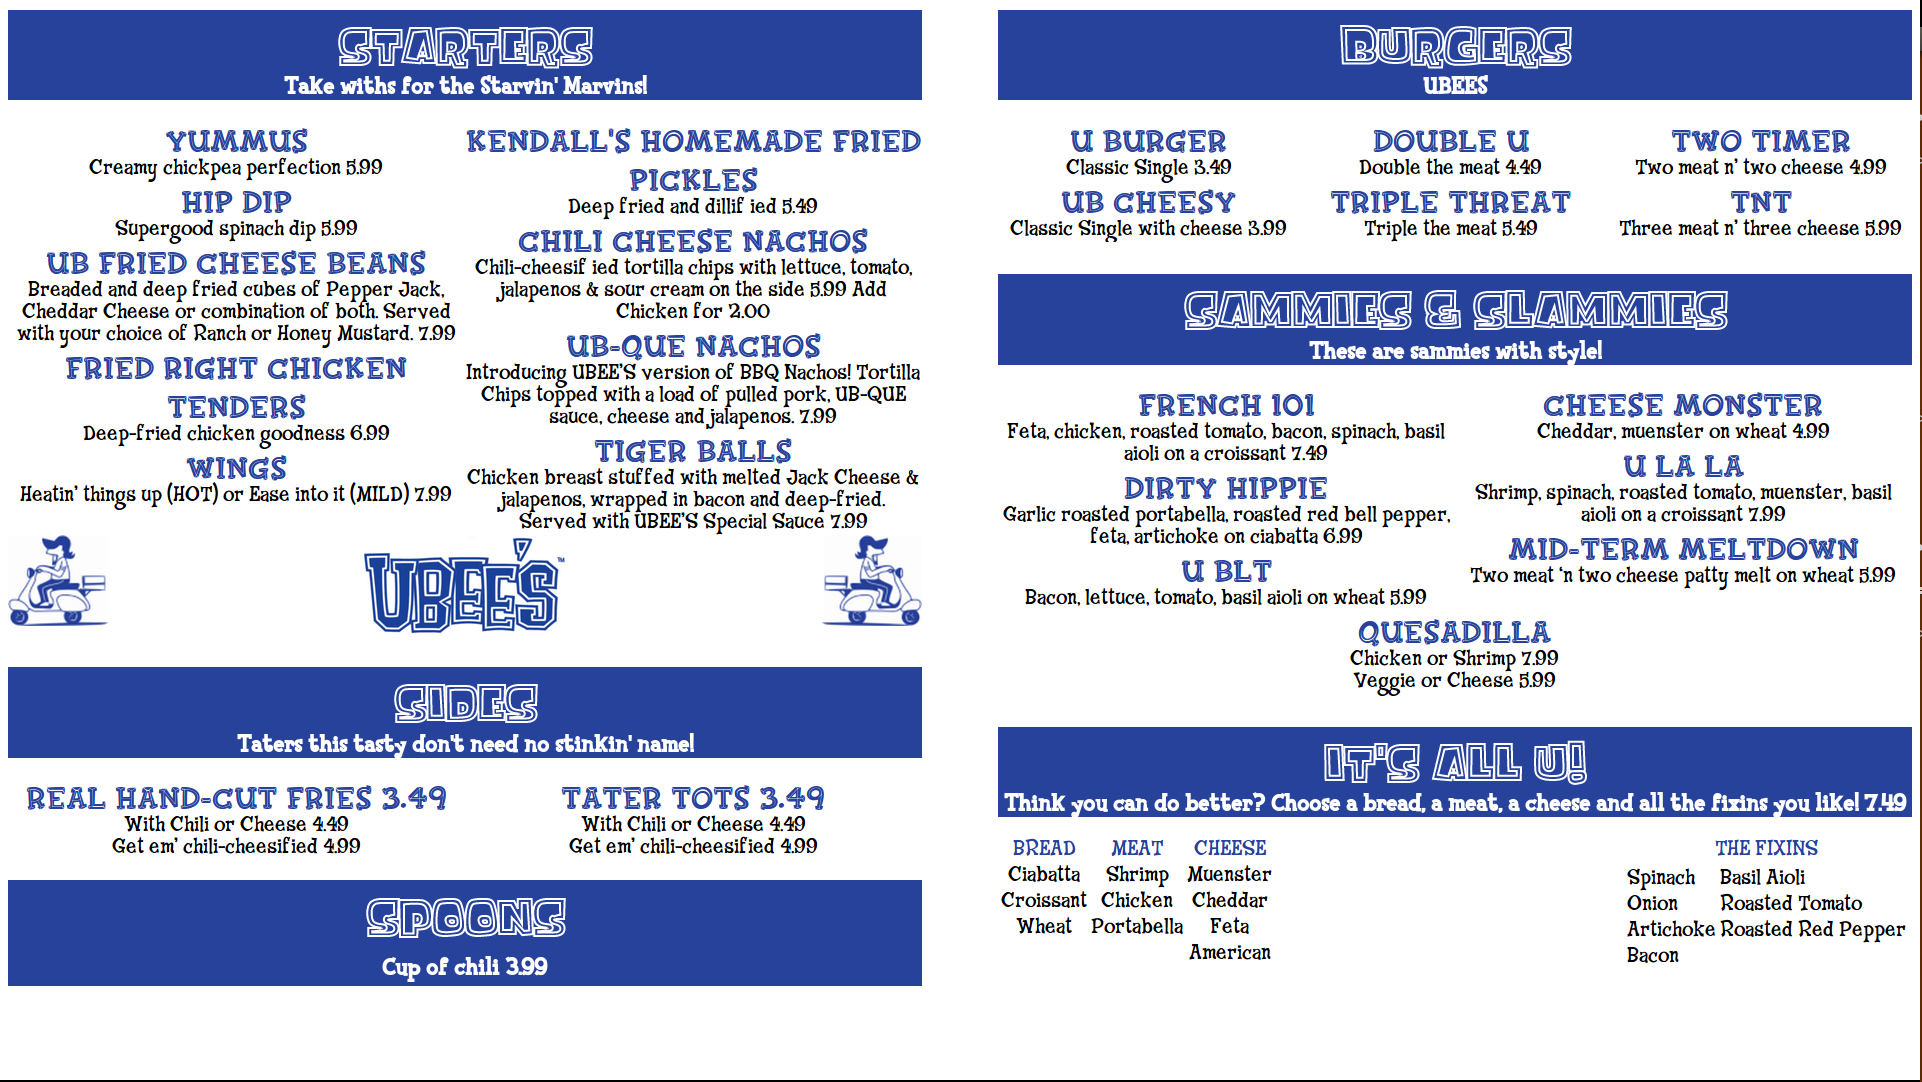 STARTERS
Take withs for the Starvin' Marvins!
YUMMUS
Creamy chickpea perfection 5.99
HIP DIP
Supergood spinach dip 5.99
UB FRIED CHEESE BEANS
Breaded and deep fried cubes of Pepper Jack,
Cheddar Cheese or combination of both. Served
with your choice of Ranch or Honey Mustard. 7.99
FRIED RIGHT CHICKEN
TENDERS
Deep-fried chicken goodness 6.99
WINGS
Heatin' things up (HOT) or Ease into it (MILD) 7.99
KENDALL'S HOMEMADE FRIED
PICKLES
Deep fried and dillif ied 5.49
CHILI CHEESE NACHOS
Chili-cheesif ied tortilla chips with lettuce, tomato,
jalapenos & sour cream on the side 5.99 Add
Chicken for 2.00
UB-QUE NACHOS
Introducing UBEE'S version of BBQ Nachos! Tortilla
Chips topped with a load of pulled pork, UB-QUE
sauce, cheese and jalapenos. 7.99
TIGER BALLS
Chicken breast stuffed with melted Jack Cheese &
jalapenos, wrapped in bacon and deep-fried.
Served with UBEE'S Special Sauce 7.99
UBEE'S™
SIDES
Taters this tasty don't need no stinkin' name!
REAL HAND-CUT FRIES 3.49
With Chili or Cheese 4.49
Get em' chili-cheesified 4.99
TATER TOTS 3.49
With Chili or Cheese 4.49
Get em' chili-cheesified 4.99
SPOONS
Cup of chili 3.99
BURGERS
UBEES
U BURGER
Classic Single 3.49
UB CHEESY
Classic Single with cheese 3.99
DOUBLE U
Double the meat 4.49
TRIPLE THREAT
Triple the meat 5.49
TWO TIMER
Two meat n' two cheese 4.99
TNT
Three meat n' three cheese 5.99
SAMMIES & SLAMMIES
These are sammies with style!
FRENCH 101
Feta, chicken, roasted tomato, bacon, spinach, basil
aioli on a croissant 7.49
DIRTY HIPPIE
Garlic roasted portabella, roasted red bell pepper,
feta, artichoke on ciabatta 6.99
U BLT
Bacon, lettuce, tomato, basil aioli on wheat 5.99
CHEESE MONSTER
Cheddar, muenster on wheat 4.99
U LA LA
Shrimp, spinach, roasted tomato, muenster, basil
aioli on a croissant 7.99
MID-TERM MELTDOWN
Two meat 'n two cheese patty melt on wheat 5.99
QUESADILLA
Chicken or Shrimp 7.99
Veggie or Cheese 5.99
IT'S ALL U!
Think you can do better? Choose a bread, a meat, a cheese and all the fixins you like! 7.49
BREAD MEAT CHEESE
Ciabatta Shrimp Muenster
Croissant Chicken Cheddar
Wheat Portabella Feta
American
THE FIXINS
Spinach Basil Aioli
Onion Roasted Tomato
Artichoke Roasted Red Pepper
Bacon